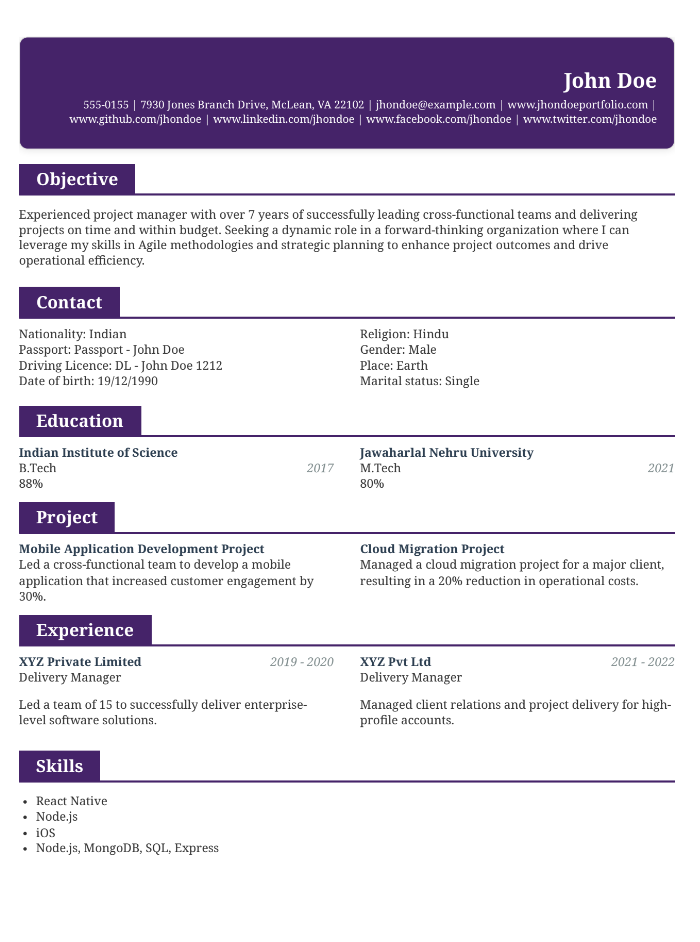 John Doe
555-0155 | 7930 Jones Branch Drive, McLean, VA 22102 | jhondoe@example.com | www.jhondoeportfolio.com |
www.github.com/jhondoe | www.linkedin.com/jhondoe | www.facebook.com/jhondoe | www.twitter.com/jhondoe
Objective
Experienced project manager with over 7 years of successfully leading cross-functional teams and delivering
projects on time and within budget. Seeking a dynamic role in a forward-thinking organization where I can
leverage my skills in Agile methodologies and strategic planning to enhance project outcomes and drive
operational efficiency.
Contact
Nationality: Indian
Passport: Passport - John Doe
Driving Licence: DL - John Doe 1212
Date of birth: 19/12/1990
Religion: Hindu
Gender: Male
Place: Earth
Marital status: Single
Education
Indian Institute of Science
B.Tech 2017
88%
Jawaharlal Nehru University
M.Tech 2021
80%
Project
Mobile Application Development Project
Led a cross-functional team to develop a mobile
application that increased customer engagement by
30%.
Cloud Migration Project
Managed a cloud migration project for a major client,
resulting in a 20% reduction in operational costs.
Experience
XYZ Private Limited 2019 - 2020
Delivery Manager
Led a team of 15 to successfully deliver enterprise-
level software solutions.
XYZ Pvt Ltd 2021 - 2022
Delivery Manager
Managed client relations and project delivery for high-
profile accounts.
Skills
• React Native
• Node.js
• iOS
• Node.js, MongoDB, SQL, Express